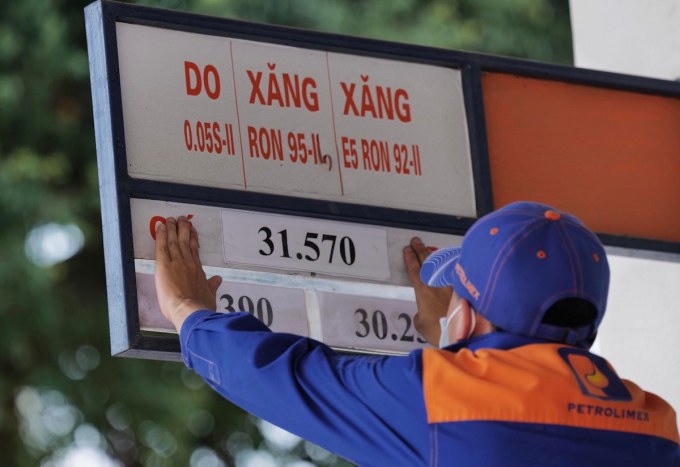 DO XĂNG XĂNG
0.05S-II RON 95-II, E5 RON 92-II
31.570
390 30.2
PETROLIMEX
PETROLIMEX